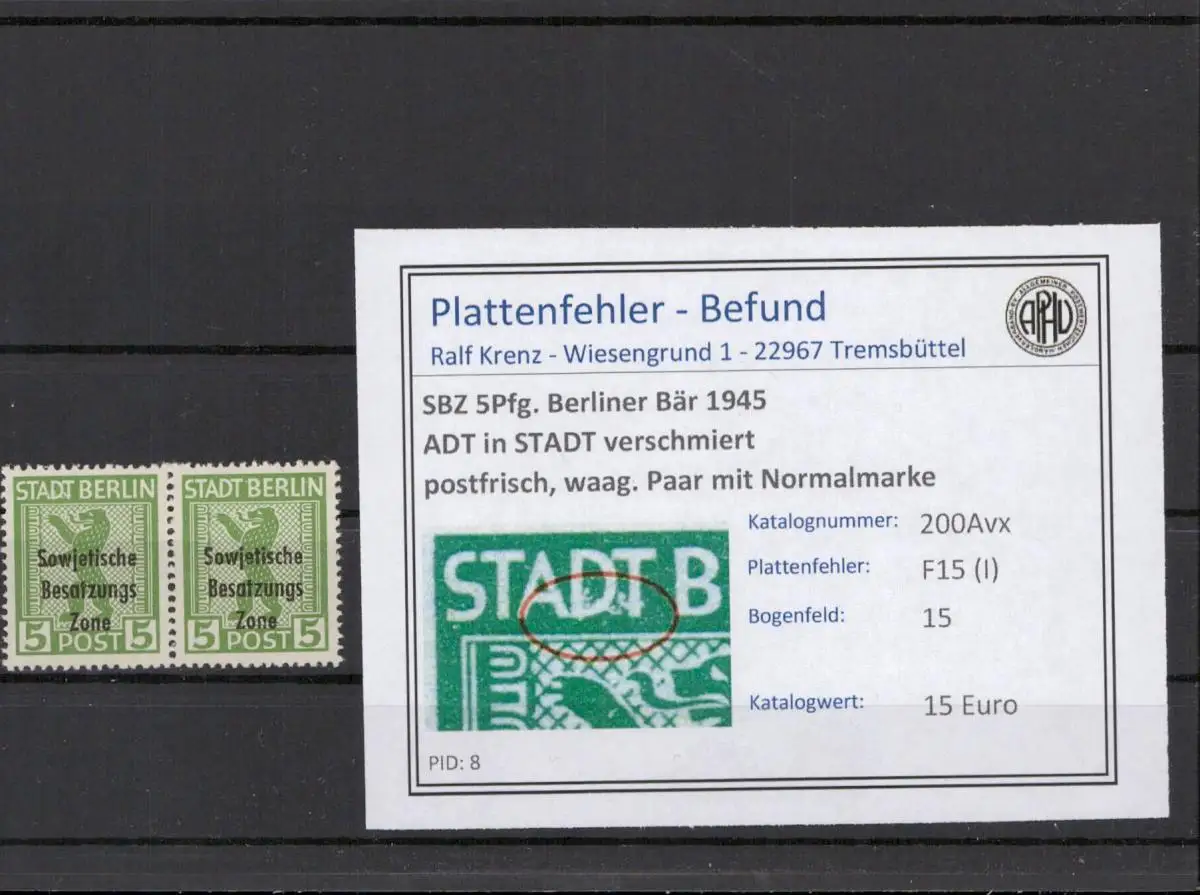 STADT BERLIN
Sowjetische
Besatzungs
Zone
5 POST 5
STADT BERLIN
Sowjetische
Besatzungs
Zone
5 POST 5
Plattenfehler - Befund
Ralf Krenz - Wiesengrund 1 - 22967 Tremsbüttel
APHV
SBZ 5Pfg. Berliner Bär 1945
ADT in STADT verschmiert
postfrisch, waag. Paar mit Normalmarke
STADT B
Katalognummer: 200Avx
Plattenfehler: F15 (I)
Bogenfeld: 15
Katalogwert: 15 Euro
PID: 8